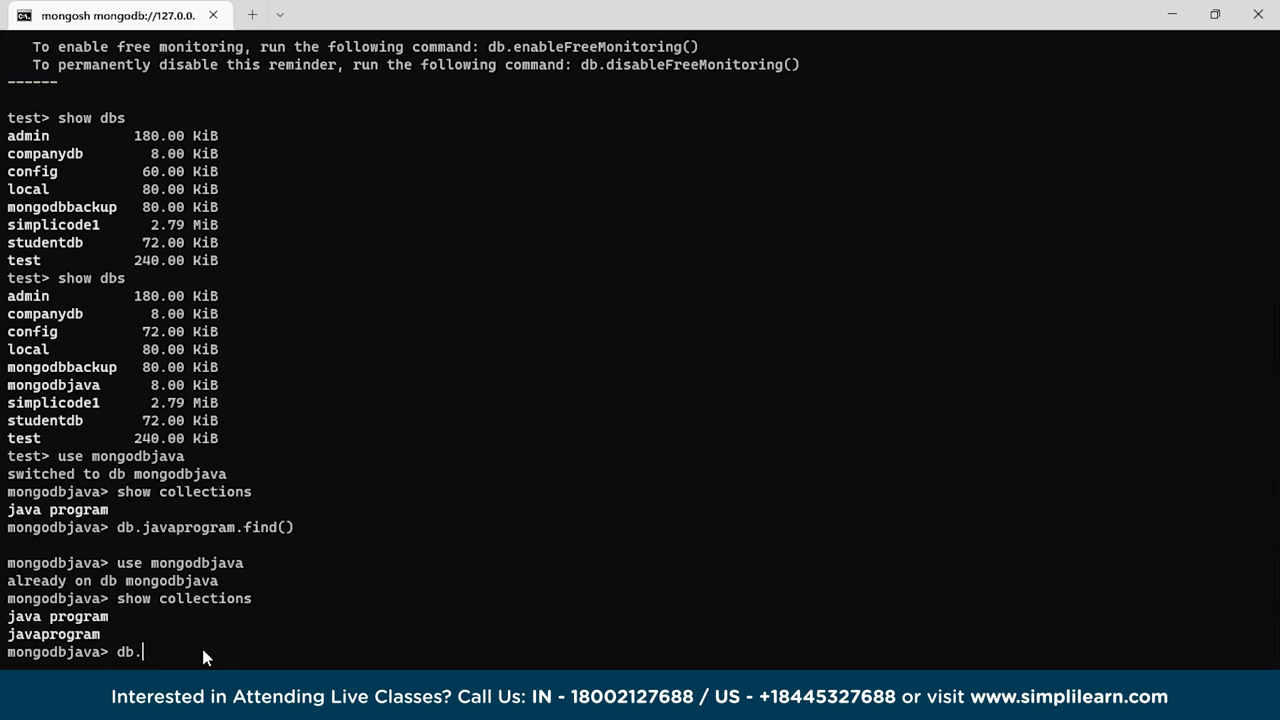 mongosh mongodb://127.0.0.
To enable free monitoring, run the following command: db.enableFreeMonitoring()
To permanently disable this reminder, run the following command: db.disableFreeMonitoring()
------
test> show dbs
admin 180.00 KiB
companydb 8.00 KiB
config 60.00 KiB
local 80.00 KiB
mongodbbackup 80.00 KiB
simplicode1 2.79 MiB
studentdb 72.00 KiB
test 240.00 KiB
test> show dbs
admin 180.00 KiB
companydb 8.00 KiB
config 72.00 KiB
local 80.00 KiB
mongodbbackup 80.00 KiB
mongodbjava 8.00 KiB
simplicode1 2.79 MiB
studentdb 72.00 KiB
test 240.00 KiB
test> use mongodbjava
switched to db mongodbjava
mongodbjava> show collections
java program
mongodbjava> db.javaprogram.find()
mongodbjava> use mongodbjava
already on db mongodbjava
mongodbjava> show collections
java program
javaprogram
mongodbjava> db.
Interested in Attending Live Classes? Call Us: IN - 18002127688 / US - +18445327688 or visit www.simplilearn.com